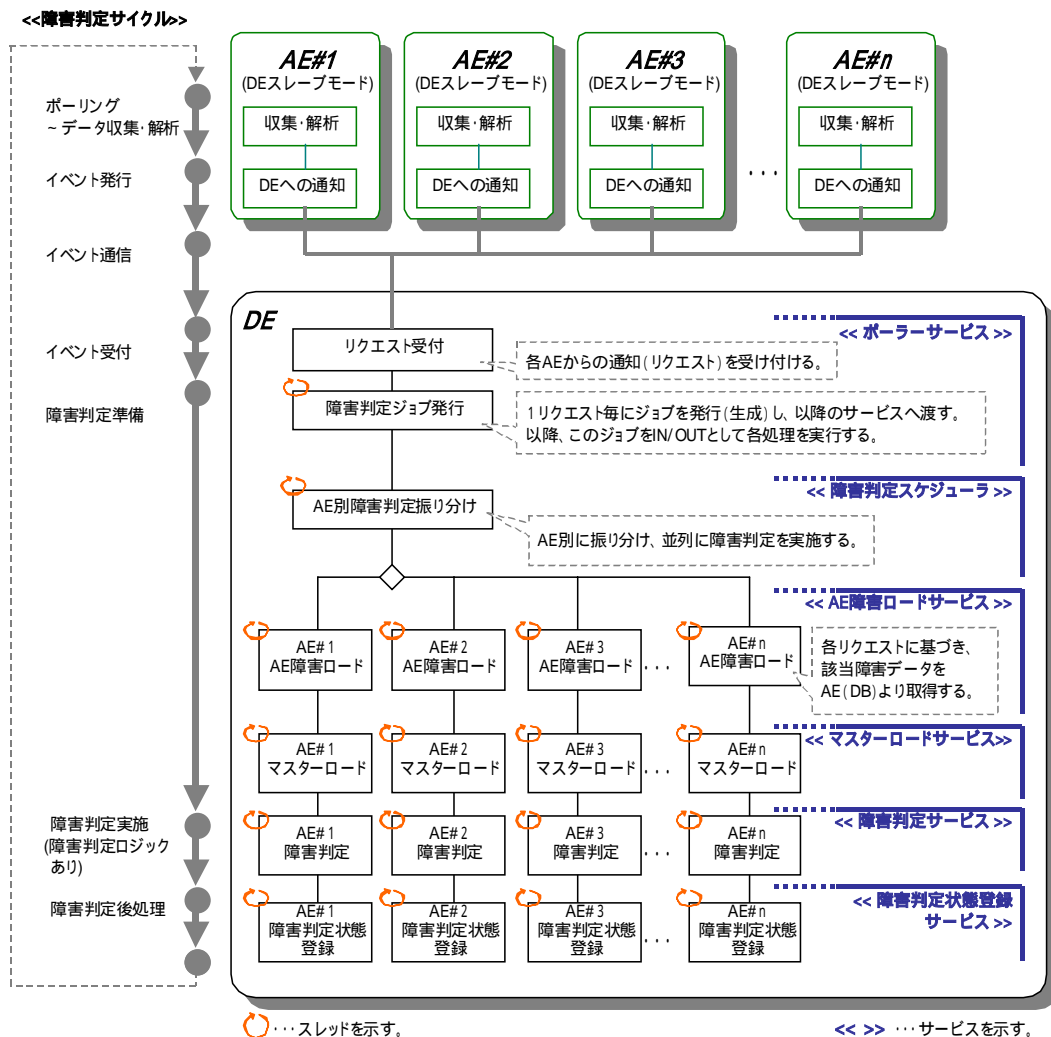 <<障害判定サイクル>>
ポーリング
~データ収集・解析
イベント発行
イベント通信
イベント受付
障害判定準備
障害判定実施
(障害判定ロジック
あり)
障害判定後処理
AE#1
(DEスレーブモード)
収集・解析
DEへの通知
AE#2
(DEスレーブモード)
収集・解析
DEへの通知
AE#3
(DEスレーブモード)
収集・解析
DEへの通知
・・・
AE#n
(DEスレーブモード)
収集・解析
DEへの通知
DE
<< ポーラーサービス >>
リクエスト受付
各AEからの通知(リクエスト)を受け付ける。
障害判定ジョブ発行
1リクエスト毎にジョブを発行(生成)し、以降のサービスへ渡す。
以降、このジョブをIN/OUTとして各処理を実行する。
<< 障害判定スケジューラ >>
AE別障害判定振り分け
AE別に振り分け、並列に障害判定を実施する。
<< AE障害ロードサービス >>
AE#1
AE障害ロード
AE#2
AE障害ロード
AE#3
AE障害ロード
・・・
AE#n
AE障害ロード
各リクエストに基づき、
該当障害データを
AE(DB)より取得する。
<< マスターロードサービス>>
AE#1
マスターロード
AE#2
マスターロード
AE#3
マスターロード
・・・
AE#n
マスターロード
<< 障害判定サービス >>
AE#1
障害判定
AE#2
障害判定
AE#3
障害判定
・・・
AE#n
障害判定
<< 障害判定状態登録
サービス >>
AE#1
障害判定状態
登録
AE#2
障害判定状態
登録
AE#3
障害判定状態
登録
・・・
AE#n
障害判定状態
登録
・・・スレッドを示す。
<< >> ・・・サービスを示す。